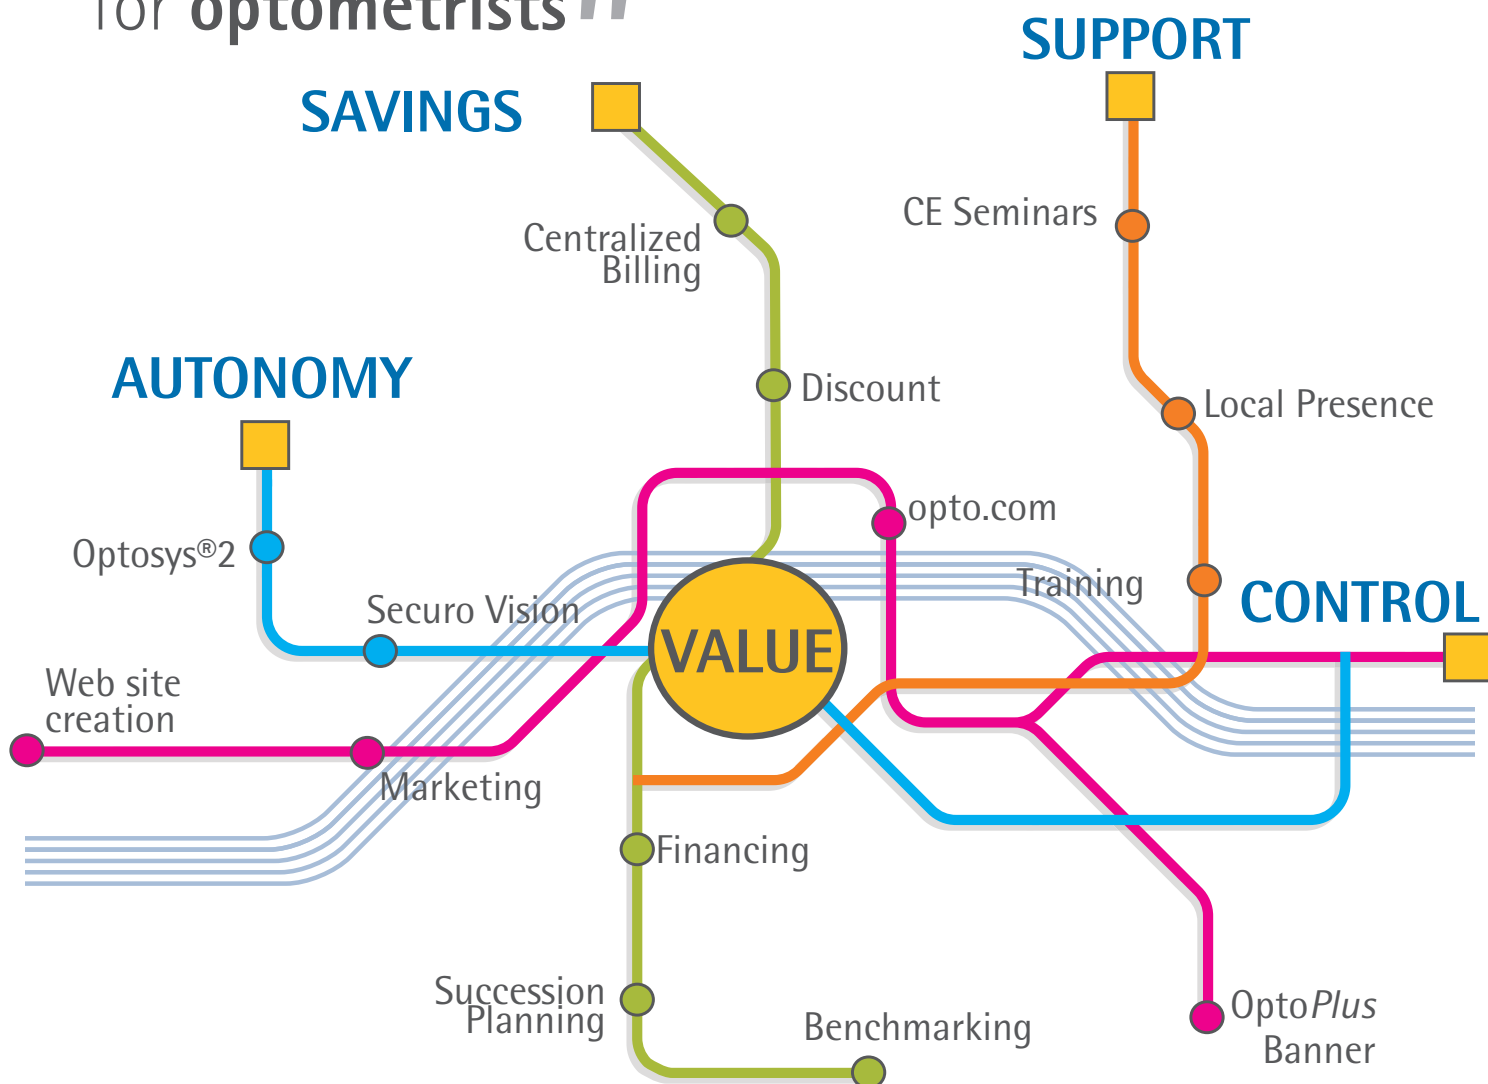 for optometrists"
SUPPORT
SAVINGS
CE Seminars
Centralized
Billing
AUTONOMY
Discount
Local Presence
opto.com
Optosys®2
Training
CONTROL
Securo Vision
VALUE
Web site
creation
Marketing
Financing
Succession
Planning
Benchmarking
OptoPlus
Banner